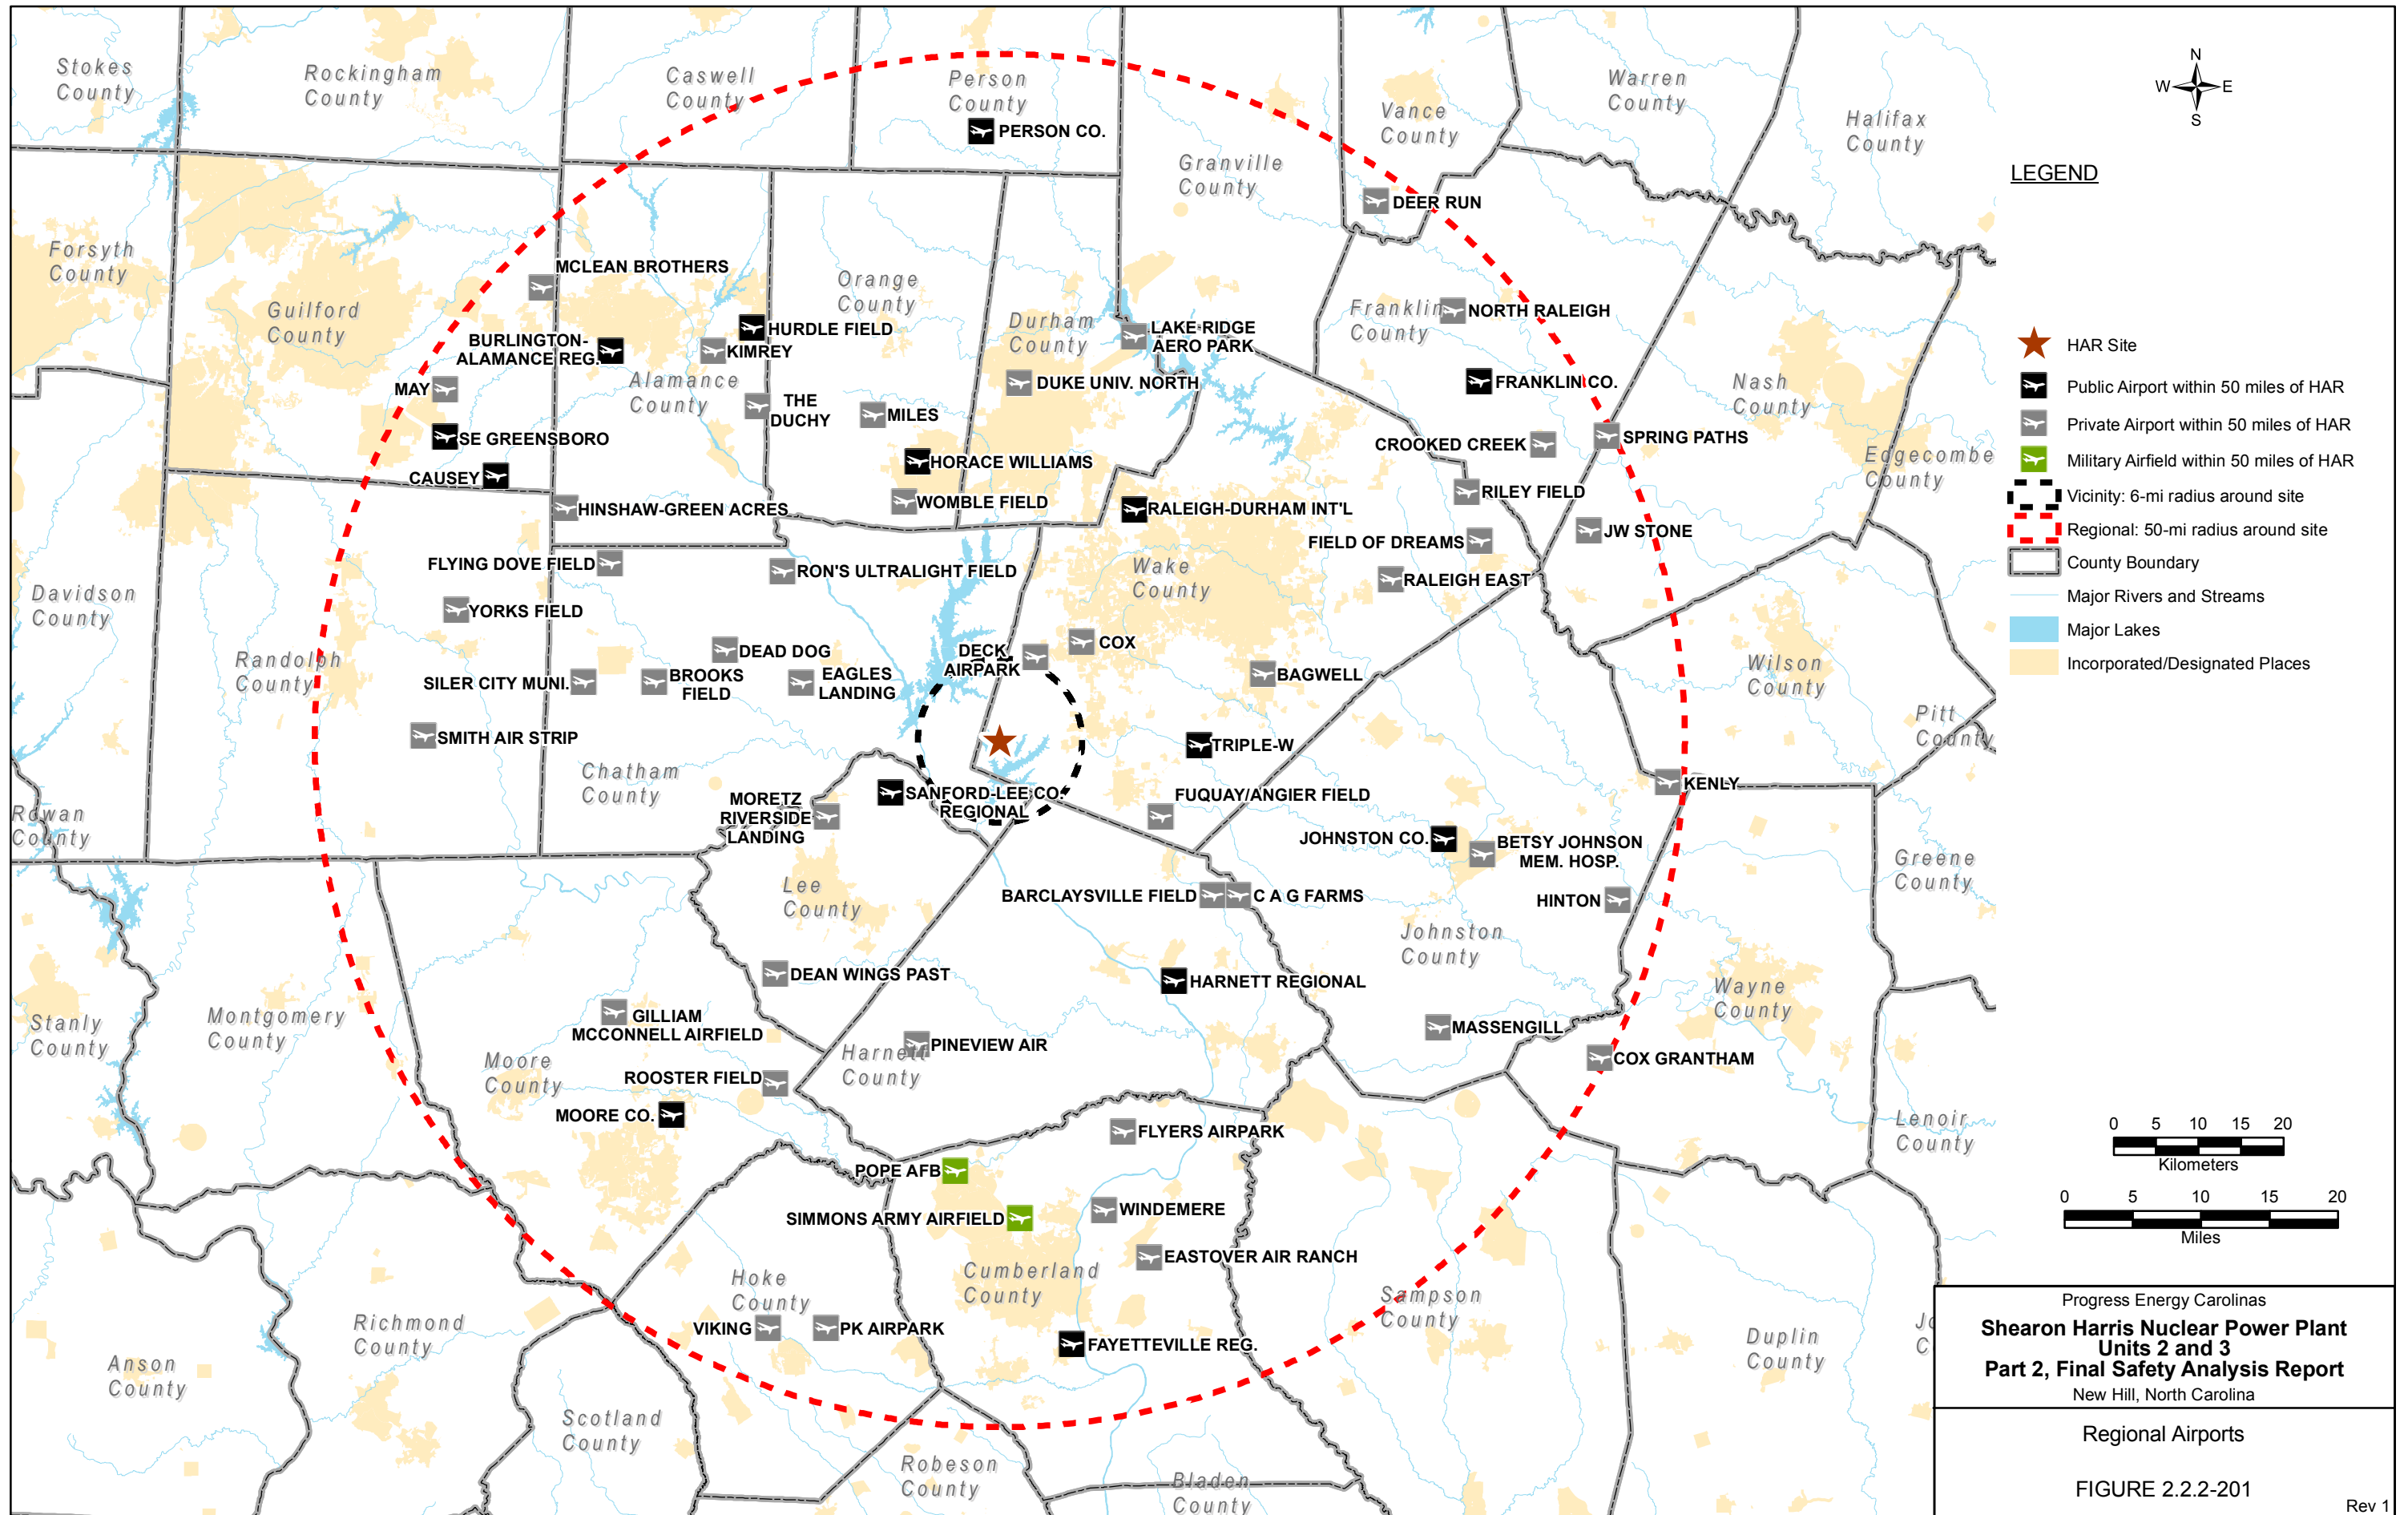 Stokes
County
Rockingham
County
Caswell
County
Person
County
PERSON CO.
Granville
County
Vance
County
Warren
County
Halifax
County
DEER RUN
Forsyth
County
Guilford
County
MCLEAN BROTHERS
BURLINGTON-
ALAMANCE REG.
HURDLE FIELD
KIMREY
Alamance
County
THE
DUCHY
MAY
SE GREENSBORO
CAUSEY
HINSHAW-GREEN ACRES
Orange
County
MILES
HORACE WILLIAMS
WOMBLE FIELD
Durham
County
DUKE UNIV. NORTH
LAKE-RIDGE
AERO PARK
RALEIGH-DURHAM INT'L
Franklin
County
NORTH RALEIGH
FRANKLIN CO.
CROOKED CREEK
SPRING PATHS
Nash
County
Edgecombe
County
RILEY FIELD
JW STONE
FIELD OF DREAMS
RALEIGH EAST
Wake
County
Davidson
County
Randolph
County
FLYING DOVE FIELD
YORKS FIELD
RON'S ULTRALIGHT FIELD
DEAD DOG
SILER CITY MUNI.
BROOKS
FIELD
EAGLES
LANDING
SMITH AIR STRIP
DECK
AIRPARK
COX
BAGWELL
Wilson
County
Pitt
County
TRIPLE-W
KENLY
Chatham
County
Rowan
County
MORETZ
RIVERSIDE
LANDING
SANFORD-LEE CO.
REGIONAL
FUQUAY/ANGIER FIELD
JOHNSTON CO.
BETSY JOHNSON
MEM. HOSP.
Greene
County
Lee
County
BARCLAYSVILLE FIELD
C A G FARMS
HINTON
Johnston
County
DEAN WINGS PAST
HARNETT REGIONAL
Stanly
County
Montgomery
County
GILLIAM
MCCONNELL AIRFIELD
Moore
County
Harnett
County
PINEVIEW AIR
MASSENGILL
Wayne
County
COX GRANTHAM
ROOSTER FIELD
MOORE CO.
FLYERS AIRPARK
Lenoir
County
POPE AFB
SIMMONS ARMY AIRFIELD
WINDEMERE
EASTOVER AIR RANCH
Cumberland
County
Hoke
County
VIKING
PK AIRPARK
FAYETTEVILLE REG.
Sampson
County
Duplin
County
Richmond
County
Anson
County
Scotland
County
Robeson
County
Bladen
County
N
W
E
S
LEGEND
HAR Site
Public Airport within 50 miles of HAR
Private Airport within 50 miles of HAR
Military Airfield within 50 miles of HAR
Vicinity: 6-mi radius around site
Regional: 50-mi radius around site
County Boundary
Major Rivers and Streams
Major Lakes
Incorporated/Designated Places
0 5 10 15 20
Kilometers
0 5 10 15 20
Miles
Progress Energy Carolinas
Shearon Harris Nuclear Power Plant
Units 2 and 3
Part 2, Final Safety Analysis Report
New Hill, North Carolina
Regional Airports
FIGURE 2.2.2-201
Rev 1